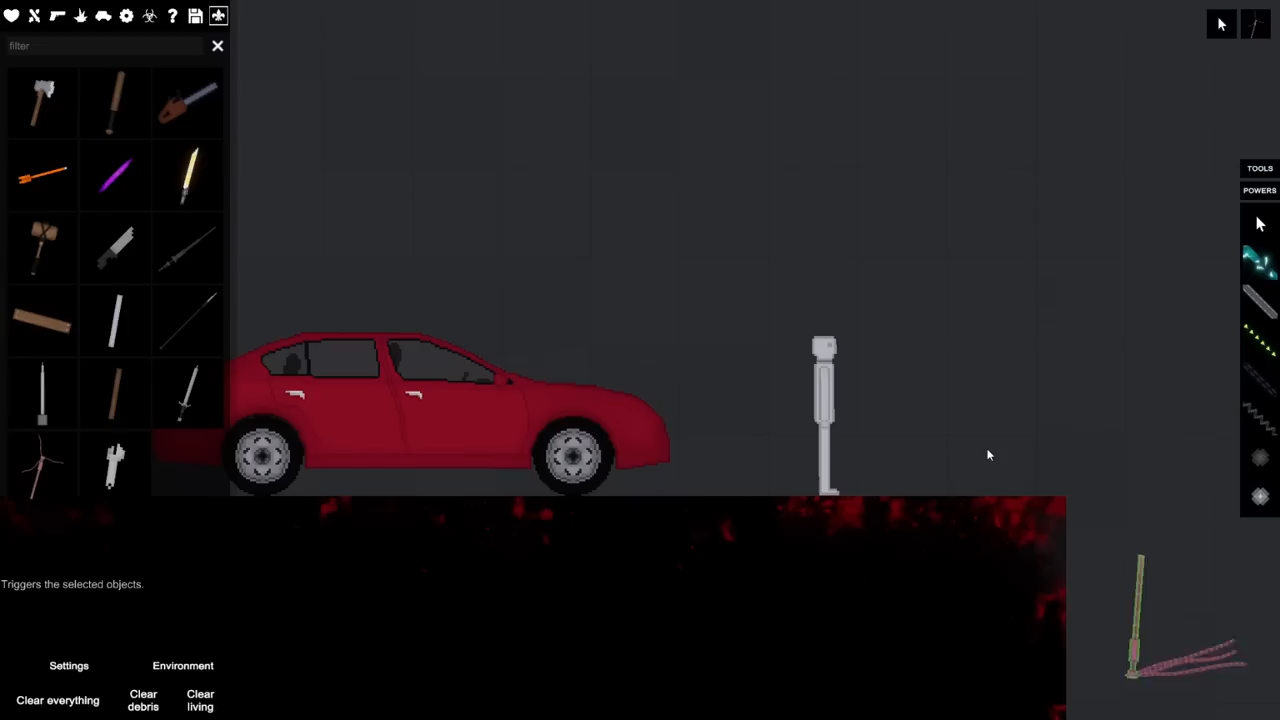 filter
TOOLS
POWERS
Triggers the selected objects.
Settings
Environment
Clear everything
Clear
debris
Clear
living